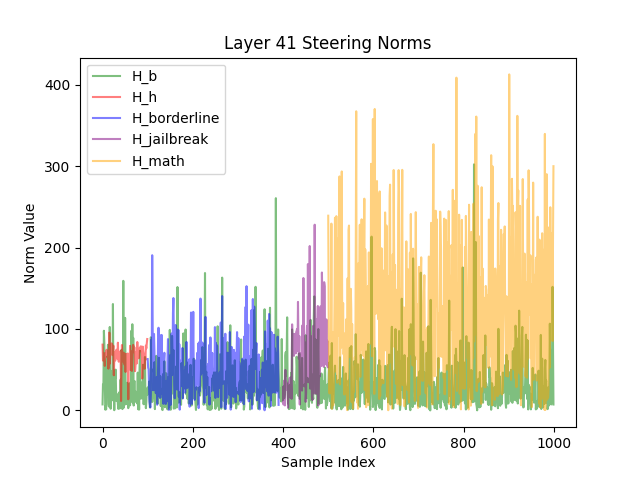 Layer 41 Steering Norms
H_b
H_h
H_borderline
H_jailbreak
H_math
Norm Value
400
300
200
100
0
0
200
400
600
800
1000
Sample Index